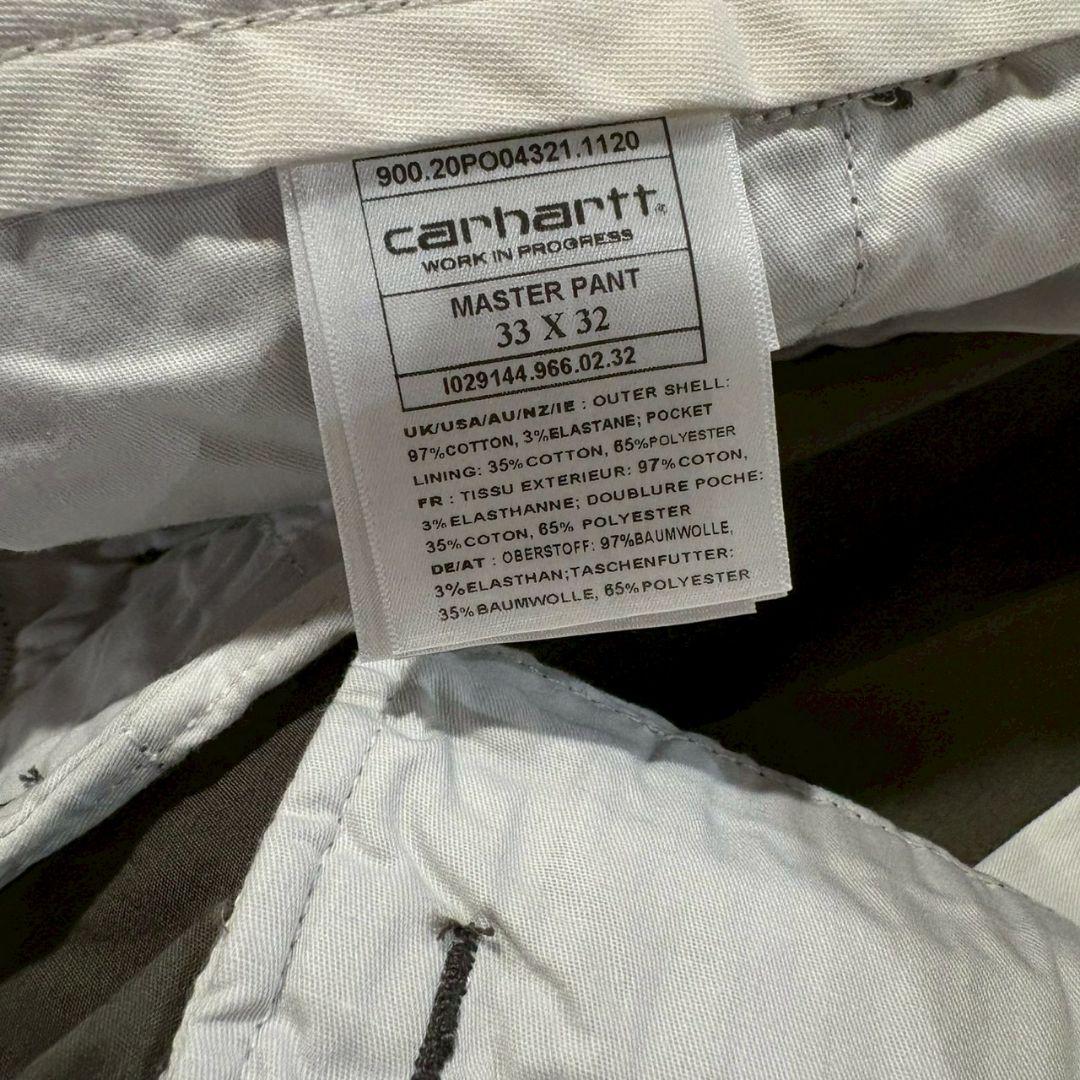 900.20PO04321.1120
carhartt
WORK IN PROGRESS
MASTER PANT
33 X 32
I029144.966.02.32
UK/USA/AU/NZ/IE : OUTER SHELL:
97%COTTON, 3%ELASTANE; POCKET
LINING: 35% COTTON, 65%POLYESTER
FR : TISSU EXTERIEUR: 97% COTON,
3% ELASTHANNE; DOUBLURE POCHE:
35% COTON, 65% POLYESTER
DE/AT : OBERSTOFF: 97%BAUMWOLLE,
3%ELASTHAN;TASCHENFUTTER:
35%BAUMWOLLE, 65%POLYESTER